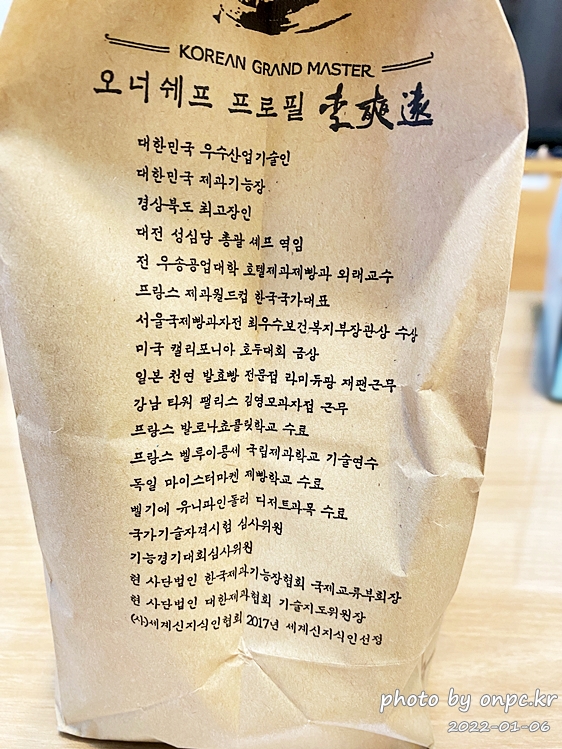 KOREAN GRAND MASTER
오너쉐프 프로필 李爽遠
대한민국 우수산업기술인
대한민국 제과기능장
경상북도 최고장인
대전 성심당 총괄 셰프 역임
전 우송공업대학 호텔제과제빵과 외래교수
프랑스 제과월드컵 한국국가대표
서울국제빵과자전 최우수보건복지부장관상 수상
미국 캘리포니아 호두대회 금상
일본 천연 발효빵 전문점 라미듀팡 재팬근무
강남 타워 팰리스 김영모과자점 근무
프랑스 발로나쵸콜릿학교 수료
프랑스 벨루이콩세 국립제과학교 기술연수
독일 마이스터마켄 제빵학교 수료
벨기에 유니파인돌러 디저트과목 수료
국가기술자격시험 심사위원
기능경기대회심사위원
현 사단법인 한국제과기능장협회 국제교류부회장
현 사단법인 대한제과협회 기술지도위원장
(사)세계신지식인협회 2017년 세계신지식인선정
photo by onpc.kr
2022-01-06